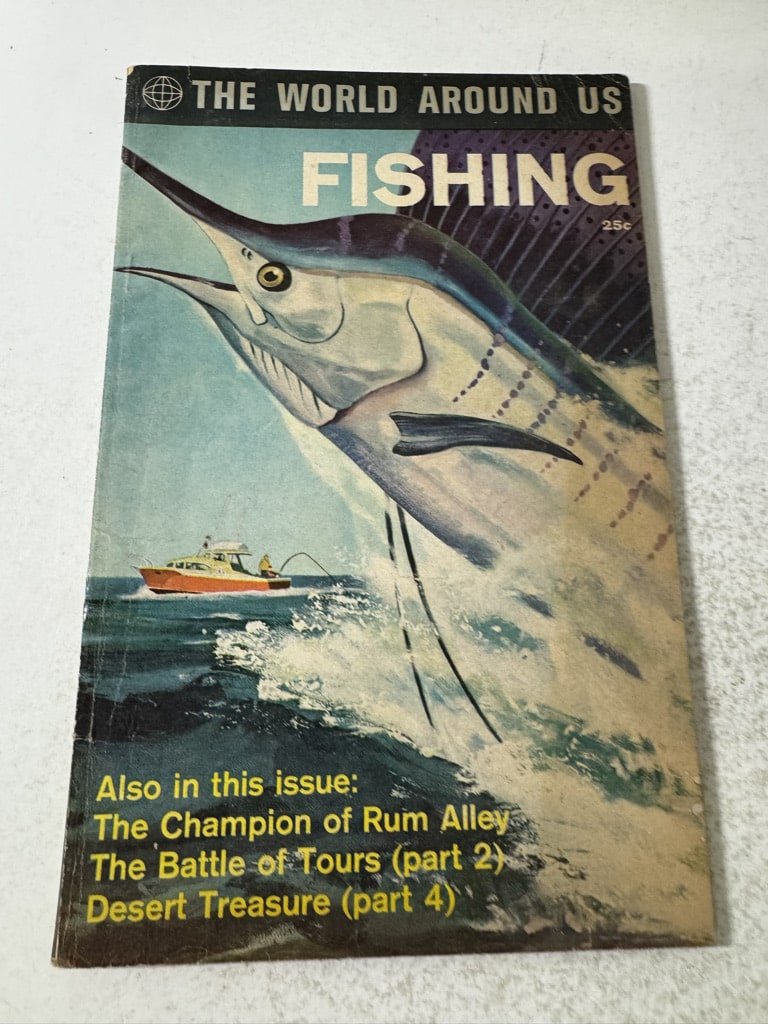 THE WORLD AROUND US
FISHING
25c
Also in this issue:
The Champion of Rum Alley
The Battle of Tours (part 2)
Desert Treasure (part 4)